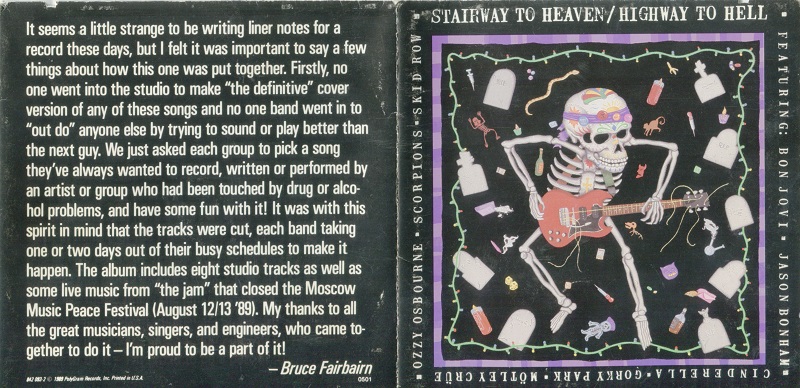 It seems a little strange to be writing liner notes for a
record these days, but I felt it was important to say a few
things about how this one was put together. Firstly, no
one went into the studio to make “the definitive” cover
version of any of these songs and no one band went in to
“out do” anyone else by trying to sound or play better than
the next guy. We just asked each group to pick a song
they’ve always wanted to record, written or performed by
an artist or group who had been touched by drug or alco-
hol problems, and have some fun with it! It was with this
spirit in mind that the tracks were cut, each band taking
one or two days out of their busy schedules to make it
happen. The album includes eight studio tracks as well as
some live music from “the jam” that closed the Moscow
Music Peace Festival (August 12/13 ’89). My thanks to all
the great musicians, singers, and engineers, who came to-
gether to do it – I’m proud to be a part of it!
– Bruce Fairbairn
842 093-2 © 1989 PolyGram Records, Inc. Printed in U.S.A.
0501
STAIRWAY TO HEAVEN/HIGHWAY TO HELL
FEATURING: BON JOVI • JASON BONHAM •
CINDERELLA • GORKY PARK • MÖTLEY CRÜE
• OZZY OSBOURNE • SCORPIONS • SKID ROW •